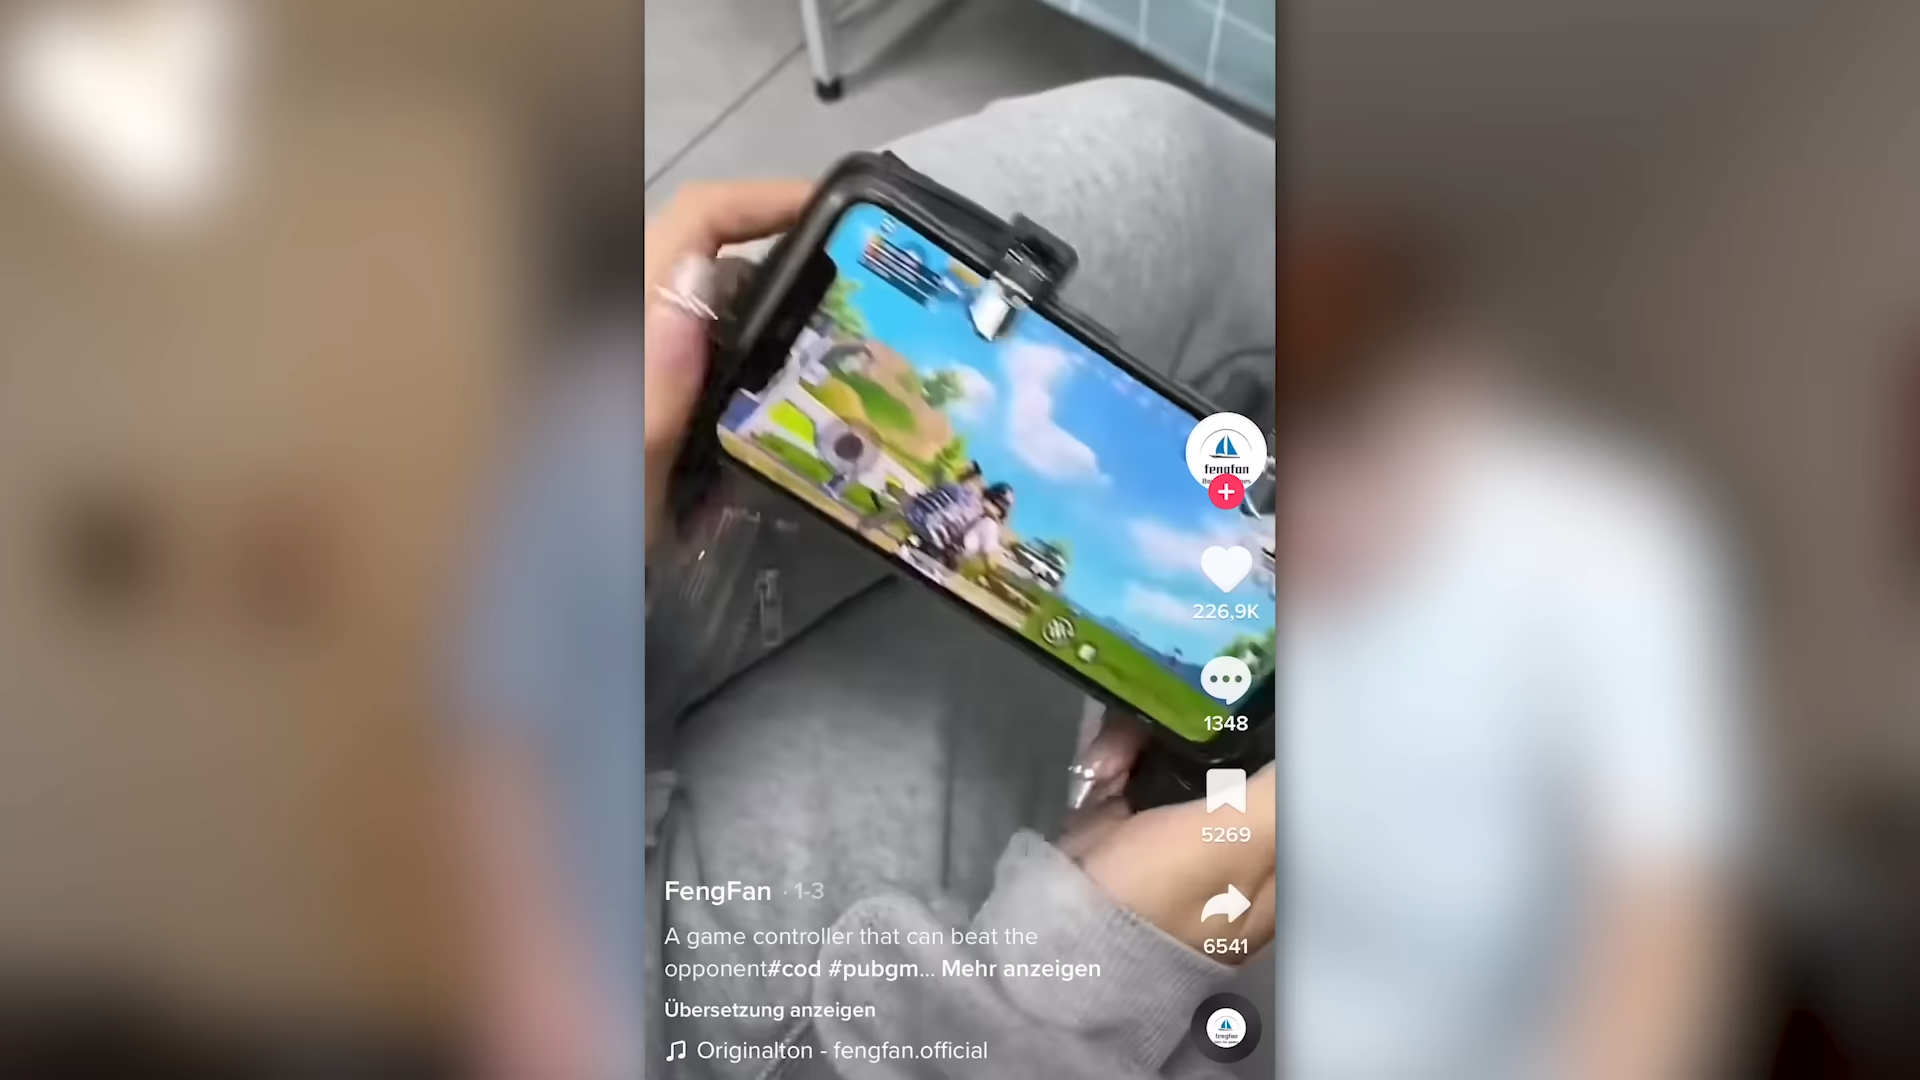 fengfan
226,9K
1348
5269
6541
FengFan · 1-3
A game controller that can beat the
opponent#cod #pubgm... Mehr anzeigen
Übersetzung anzeigen
Originalton - fengfan.official
fengfan